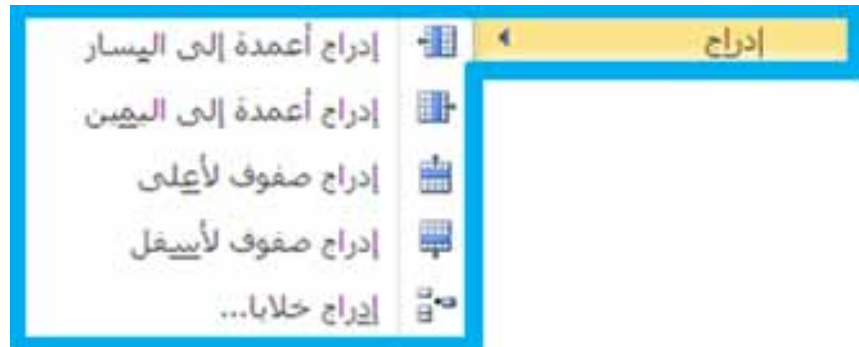 إدراج
إدراج أعمدة إلى اليسار
إدراج أعمدة إلى اليمين
إدراج صفوف لأعلى
إدراج صفوف لأسفل
إدراج خلايا...